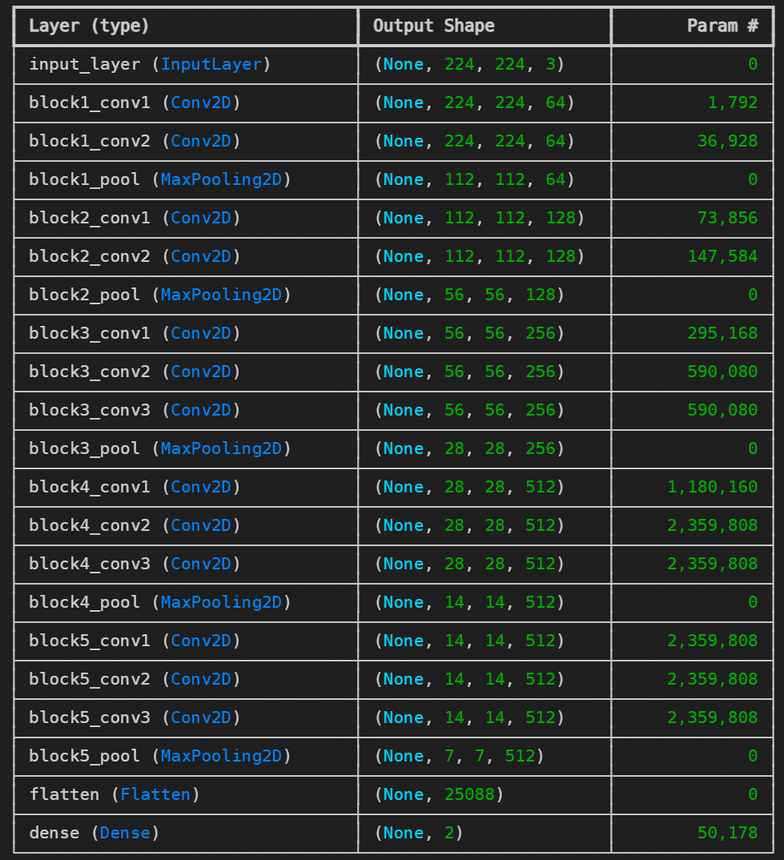 Layer (type) Output Shape Param #
input_layer (InputLayer) (None, 224, 224, 3) 0
block1_conv1 (Conv2D) (None, 224, 224, 64) 1,792
block1_conv2 (Conv2D) (None, 224, 224, 64) 36,928
block1_pool (MaxPooling2D) (None, 112, 112, 64) 0
block2_conv1 (Conv2D) (None, 112, 112, 128) 73,856
block2_conv2 (Conv2D) (None, 112, 112, 128) 147,584
block2_pool (MaxPooling2D) (None, 56, 56, 128) 0
block3_conv1 (Conv2D) (None, 56, 56, 256) 295,168
block3_conv2 (Conv2D) (None, 56, 56, 256) 590,080
block3_conv3 (Conv2D) (None, 56, 56, 256) 590,080
block3_pool (MaxPooling2D) (None, 28, 28, 256) 0
block4_conv1 (Conv2D) (None, 28, 28, 512) 1,180,160
block4_conv2 (Conv2D) (None, 28, 28, 512) 2,359,808
block4_conv3 (Conv2D) (None, 28, 28, 512) 2,359,808
block4_pool (MaxPooling2D) (None, 14, 14, 512) 0
block5_conv1 (Conv2D) (None, 14, 14, 512) 2,359,808
block5_conv2 (Conv2D) (None, 14, 14, 512) 2,359,808
block5_conv3 (Conv2D) (None, 14, 14, 512) 2,359,808
block5_pool (MaxPooling2D) (None, 7, 7, 512) 0
flatten (Flatten) (None, 25088) 0
dense (Dense) (None, 2) 50,178